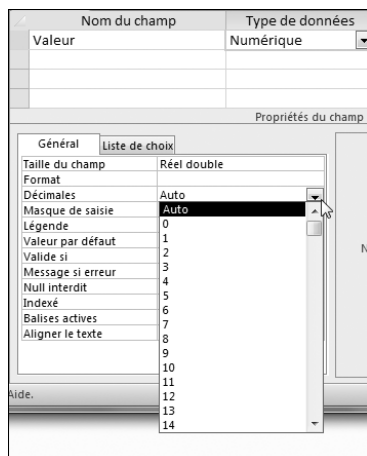 Nom du champ Type de données
Valeur Numérique
Propriétés du champ
Général Liste de choix
Taille du champ Réel double
Format
Décimales Auto
Masque de saisie Auto
Légende 0
Valeur par défaut 1
Valide si 2
Message si erreur 3
Null interdit 4
Indexé 5
Balises actives 6
Aligner le texte 7
8
9
10
11
Aide. 12
13
14